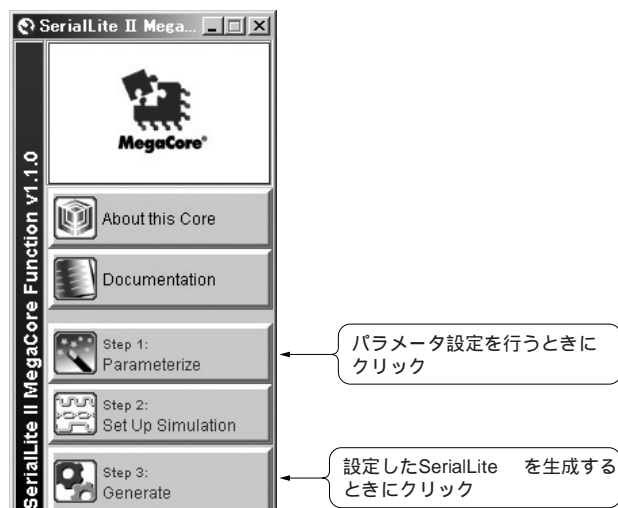 SerialLite II Mega...
MegaCore®
SerialLite II MegaCore Function v1.1.0
About this Core
Documentation
Step 1:
Parameterize
パラメータ設定を行うときに
クリック
Step 2:
Set Up Simulation
Step 3:
Generate
設定したSerialLite を生成する
ときにクリック